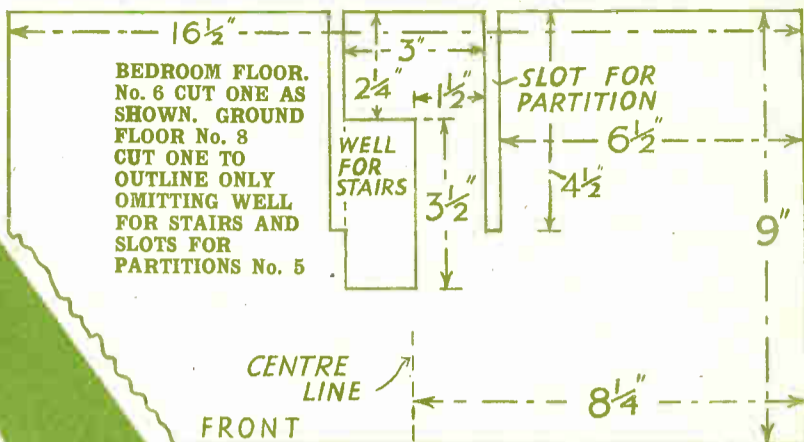 16½"
3"
2¼"
1½"
BEDROOM FLOOR.
No. 6 CUT ONE AS
SHOWN. GROUND
FLOOR No. 8
CUT ONE TO
OUTLINE ONLY
OMITTING WELL
FOR STAIRS AND
SLOTS FOR
PARTITIONS No. 5
WELL
FOR
STAIRS
3½"
SLOT FOR
PARTITION
6½"
4½"
9"
CENTRE
LINE
8¼"
FRONT